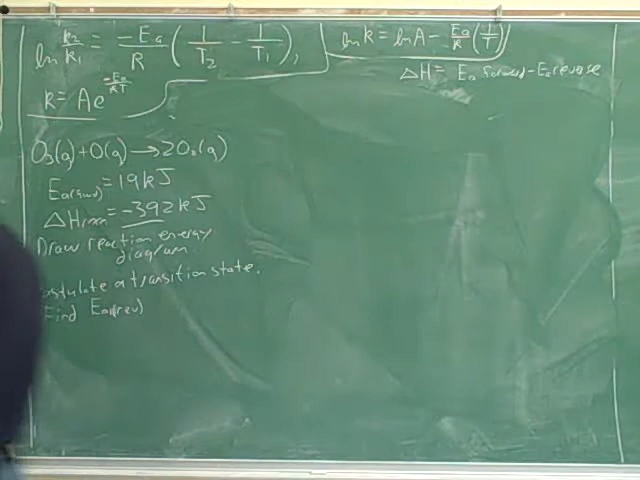 ln k₂/k₁ = -Ea/R (1/T₂ - 1/T₁),
ln k = ln A - Ea/R (1/T)
ΔH = Ea forward - Ea reverse
k = Ae^(-Ea/RT)
O₃(g) + O(g) → 2O₂(g)
Ea(fwd) = 19 kJ
ΔHrxn = -392 kJ
Draw reaction energy
diagram.
Postulate a transition state.
Find Ea(rev)